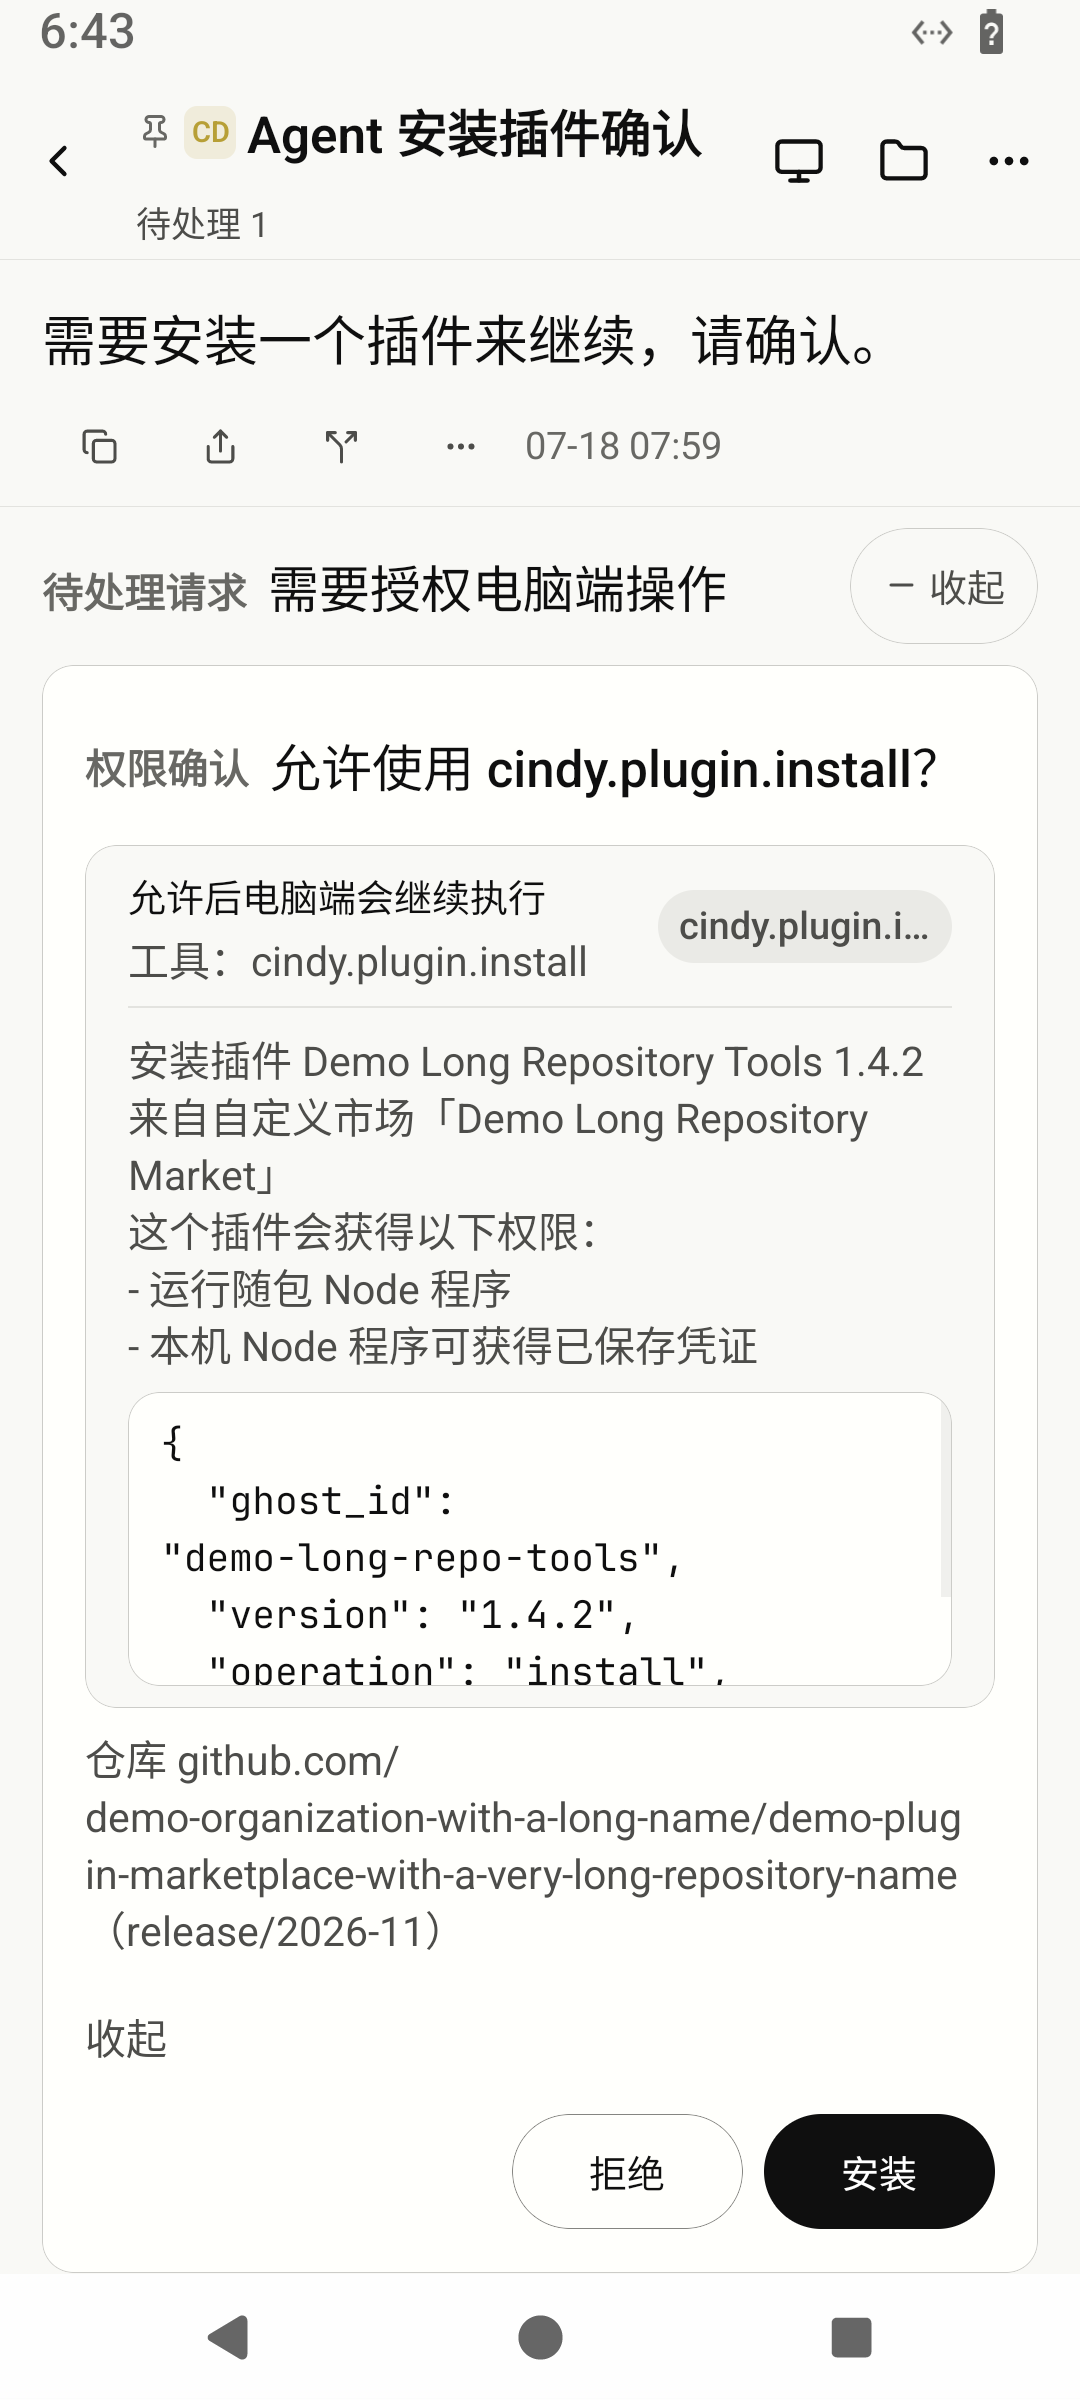 6:43
CD Agent 安装插件确认
待处理 1
需要安装一个插件来继续，请确认。
07-18 07:59
待处理请求 需要授权电脑端操作
收起
权限确认 允许使用 cindy.plugin.install？
允许后电脑端会继续执行
cindy.plugin.i...
工具：cindy.plugin.install
安装插件 Demo Long Repository Tools 1.4.2
来自自定义市场「Demo Long Repository
Market」
这个插件会获得以下权限：
- 运行随包 Node 程序
- 本机 Node 程序可获得已保存凭证
{
"ghost_id":
"demo-long-repo-tools",
"version": "1.4.2",
"operation": "install",
仓库 github.com/
demo-organization-with-a-long-name/demo-plug
in-marketplace-with-a-very-long-repository-name
（release/2026-11）
收起
拒绝
安装